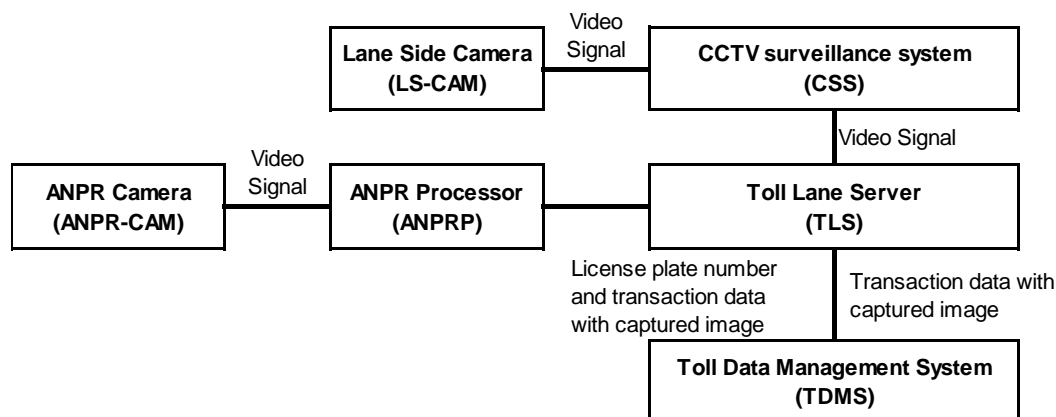 Video
Signal
Lane Side Camera
(LS-CAM)
CCTV surveillance system
(CSS)
Video Signal
Video
Signal
ANPR Camera
(ANPR-CAM)
ANPR Processor
(ANPRP)
Toll Lane Server
(TLS)
License plate number
and transaction data
with captured image
Transaction data with
captured image
Toll Data Management System
(TDMS)